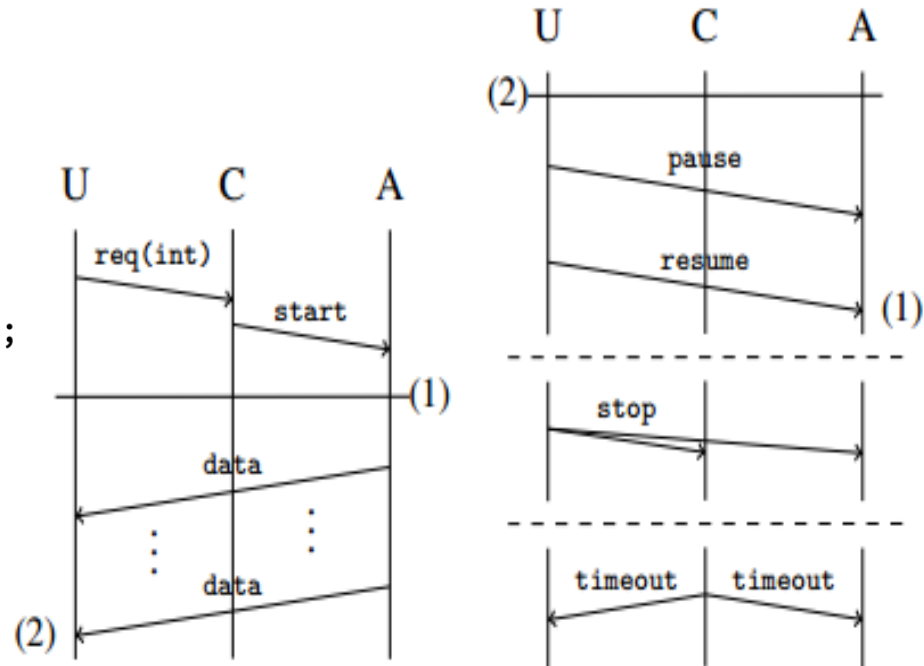 U C A
req(int)
start
;
(1)
data
data
(2)
U C A
(2)
pause
resume
(1)
stop
timeout timeout